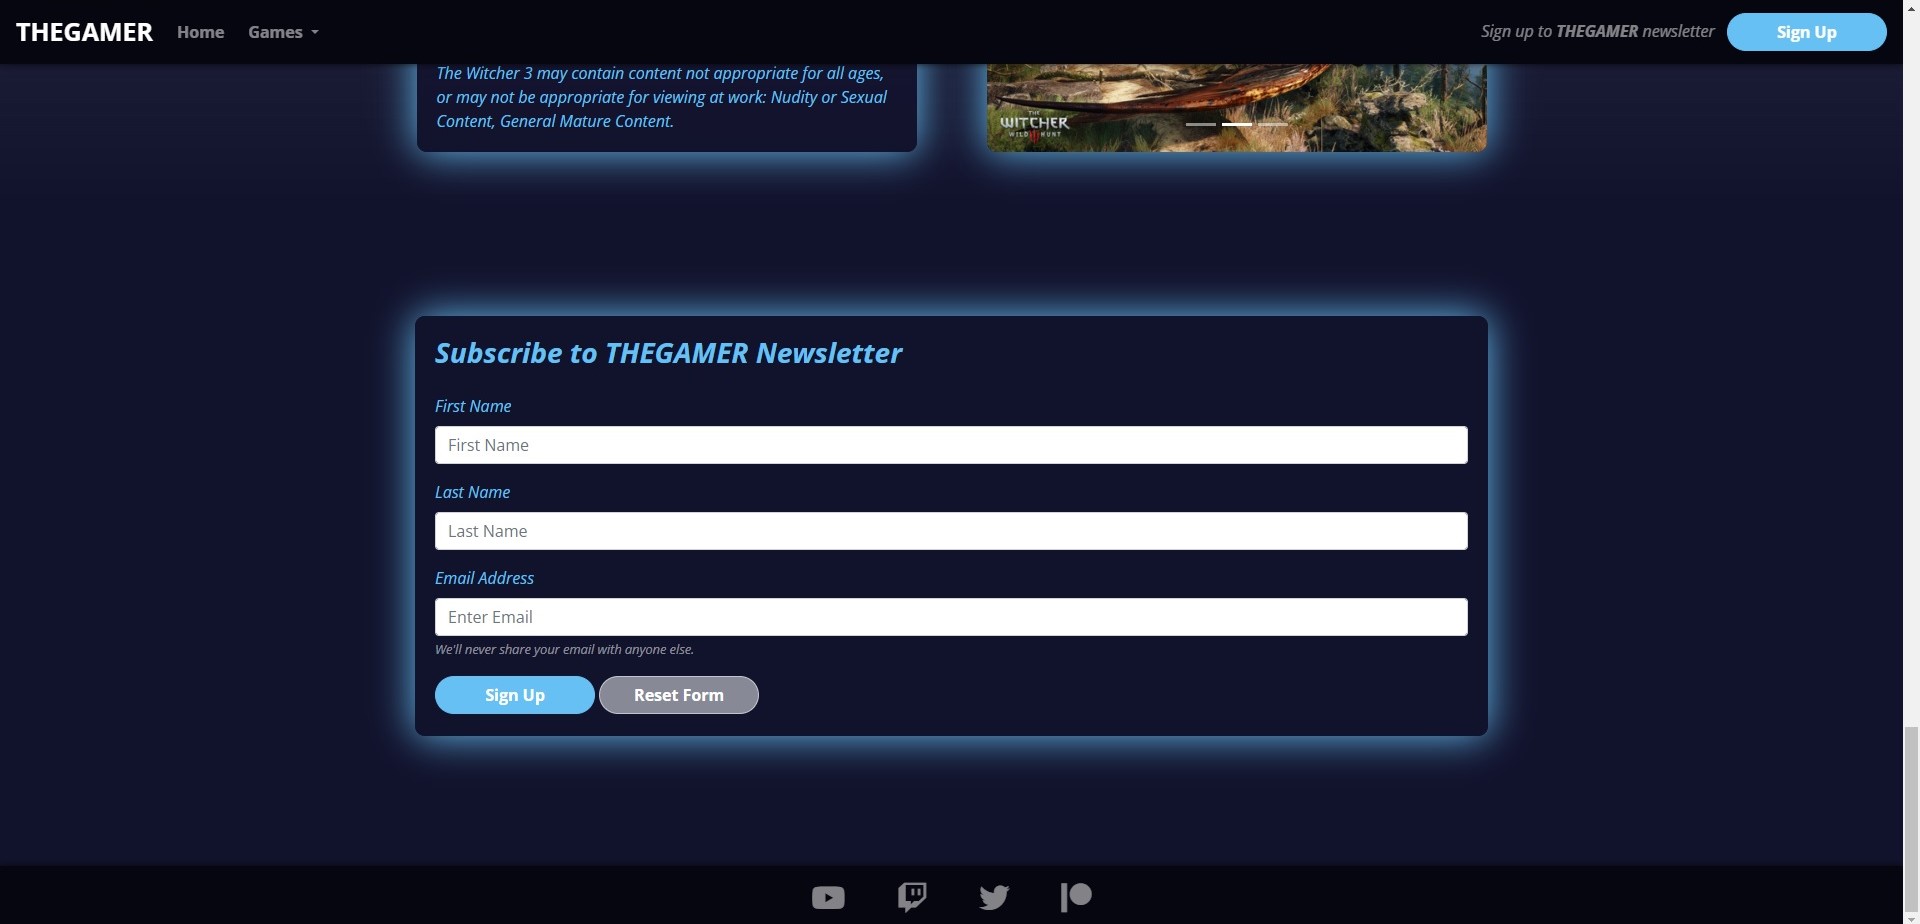 THEGAMER Home Games Sign up to THEGAMER newsletter Sign Up
The Witcher 3 may contain content not appropriate for all ages,
or may not be appropriate for viewing at work: Nudity or Sexual
Content, General Mature Content.
THE
WITCHER
WILD HUNT
Subscribe to THEGAMER Newsletter
First Name
First Name
Last Name
Last Name
Email Address
Enter Email
We'll never share your email with anyone else.
Sign Up Reset Form